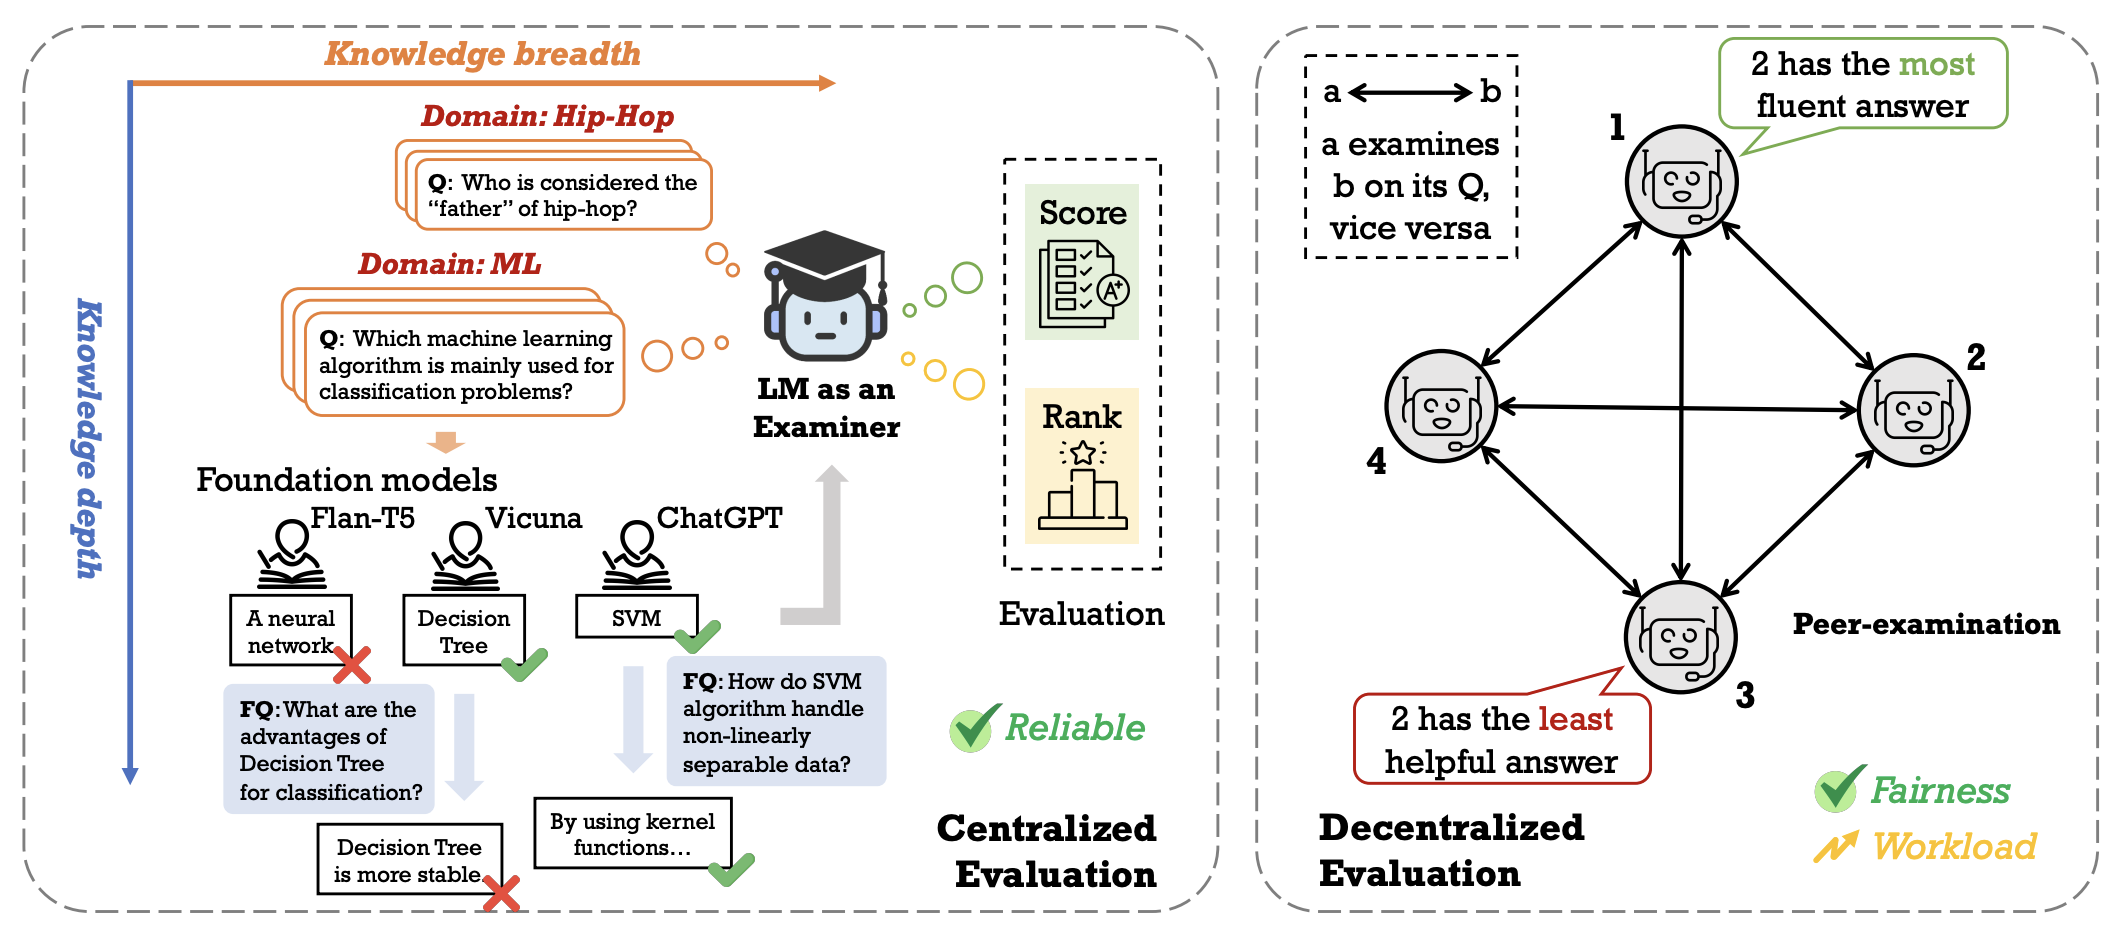 Knowledge breadth
Knowledge depth
Domain: Hip-Hop
Q: Who is considered the
“father” of hip-hop?
Domain: ML
Q: Which machine learning
algorithm is mainly used for
classification problems?
LM as an
Examiner
Foundation models
Flan-T5
Vicuna
ChatGPT
A neural
network
Decision
Tree
SVM
FQ: What are the
advantages of
Decision Tree
for classification?
FQ: How do SVM
algorithm handle
non-linearly
separable data?
Decision Tree
is more stable.
By using kernel
functions...
Score
A+
Rank
Evaluation
Reliable
Centralized
Evaluation
a b
a examines
b on its Q,
vice versa
2 has the most
fluent answer
1
2
4
3
Peer-examination
2 has the least
helpful answer
Fairness
Workload
Decentralized
Evaluation